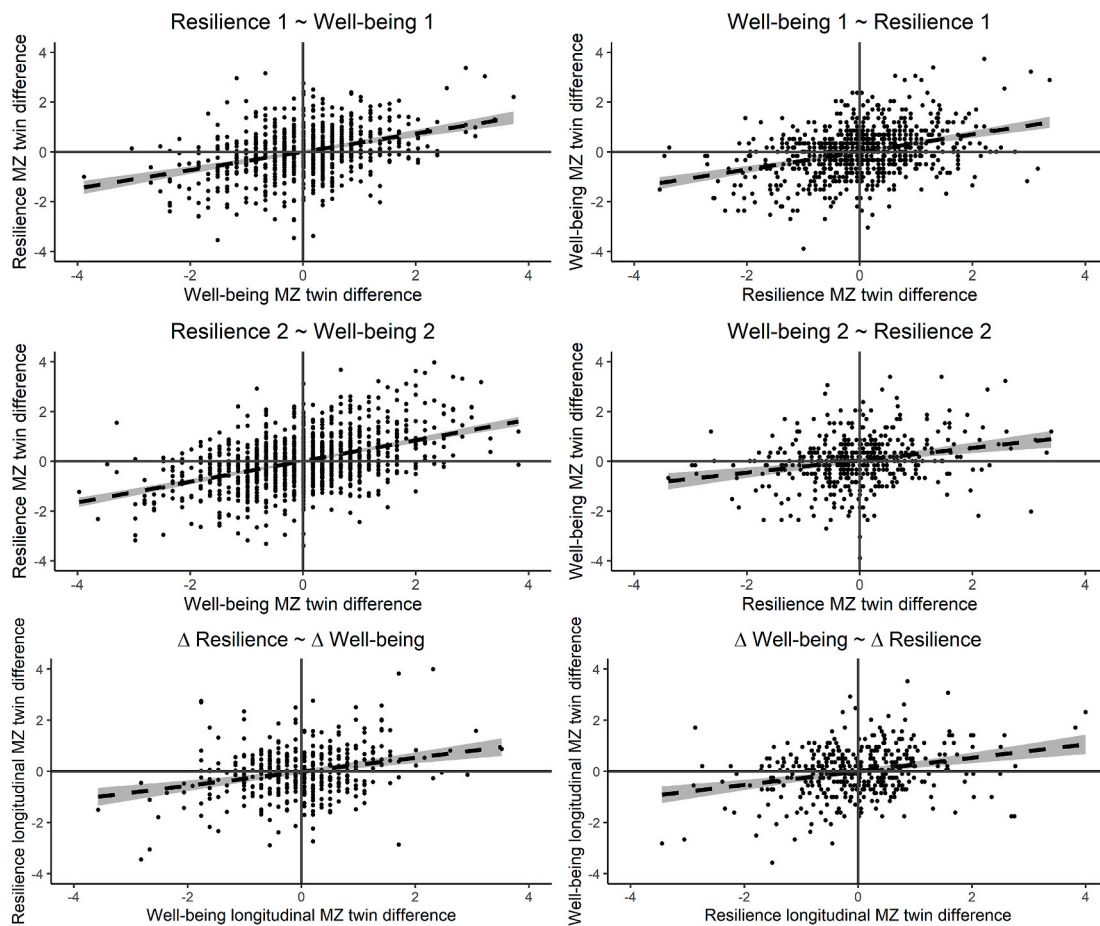 Resilience 1 ~ Well-being 1
Resilience MZ twin difference
4
2
0
-2
-4
-4 -2 0 2 4
Well-being MZ twin difference
Well-being 1 ~ Resilience 1
Well-being MZ twin difference
4
2
0
-2
-4
-4 -2 0 2 4
Resilience MZ twin difference
Resilience 2 ~ Well-being 2
Resilience MZ twin difference
4
2
0
-2
-4
-4 -2 0 2 4
Well-being MZ twin difference
Well-being 2 ~ Resilience 2
Well-being MZ twin difference
4
2
0
-2
-4
-4 -2 0 2 4
Resilience MZ twin difference
Δ Resilience ~ Δ Well-being
Resilience longitudinal MZ twin difference
4
2
0
-2
-4
-4 -2 0 2 4
Well-being longitudinal MZ twin difference
Δ Well-being ~ Δ Resilience
Well-being longitudinal MZ twin difference
4
2
0
-2
-4
-4 -2 0 2 4
Resilience longitudinal MZ twin difference